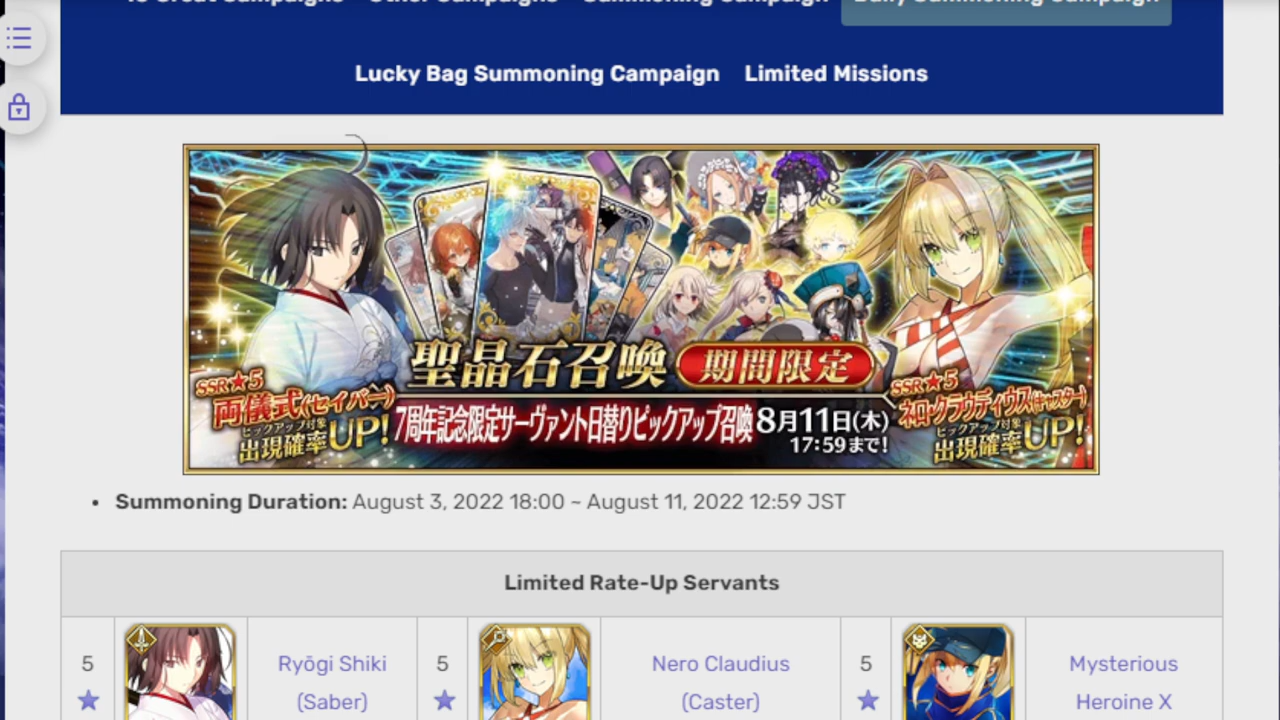 Lucky Bag Summoning Campaign Limited Missions
聖晶石召喚 期間限定
SSR★5
両儀式(セイバー)
ピックアップ対象
出現確率UP!
7周年記念限定サーヴァント日替りピックアップ召喚
8月11日(木)
17:59まで!
SSR★5
ネロ・クラウディウス(キャスター)
ピックアップ対象
出現確率UP!
• Summoning Duration: August 3, 2022 18:00 ~ August 11, 2022 12:59 JST
Limited Rate-Up Servants
5 Ryōgi Shiki 5 Nero Claudius 5 Mysterious
(Saber) (Caster) Heroine X